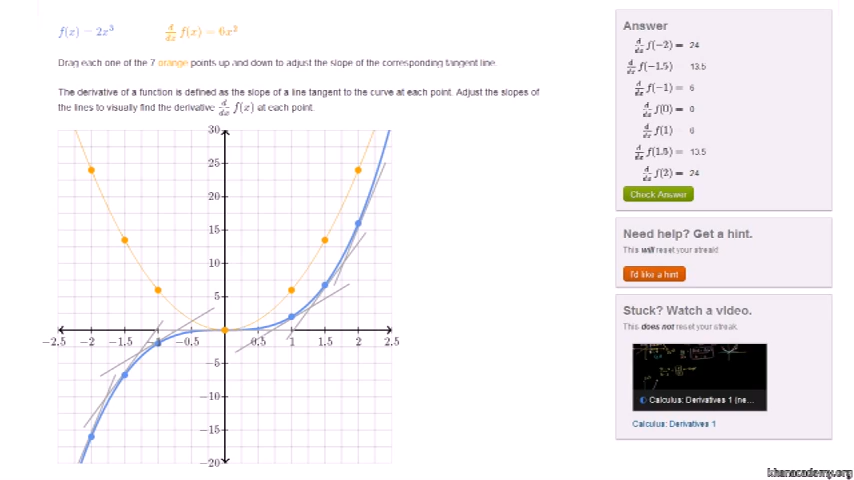 f(x) = 2x³
d/dx f(x) = 6x²
Drag each one of the 7 orange points up and down to adjust the slope of the corresponding tangent line.
The derivative of a function is defined as the slope of a line tangent to the curve at each point. Adjust the slopes of
the lines to visually find the derivative d/dx f(x) at each point.
30
25
20
15
10
5
−2.5 −2 −1.5 −1 −0.5 0.5 1 1.5 2 2.5
−5
−10
−15
−20
Answer
d/dx f(−2) = 24
d/dx f(−1.5) 13.5
d/dx f(−1) = 6
d/dx f(0) = 0
d/dx f(1) 6
d/dx f(1.5) = 13.5
d/dx f(2) = 24
Check Answer
Need help? Get a hint.
This will reset your streak!
I'd like a hint
Stuck? Watch a video.
This does not reset your streak.
Calculus: Derivatives 1 (ne...
Calculus: Derivatives 1
khanacademy.org